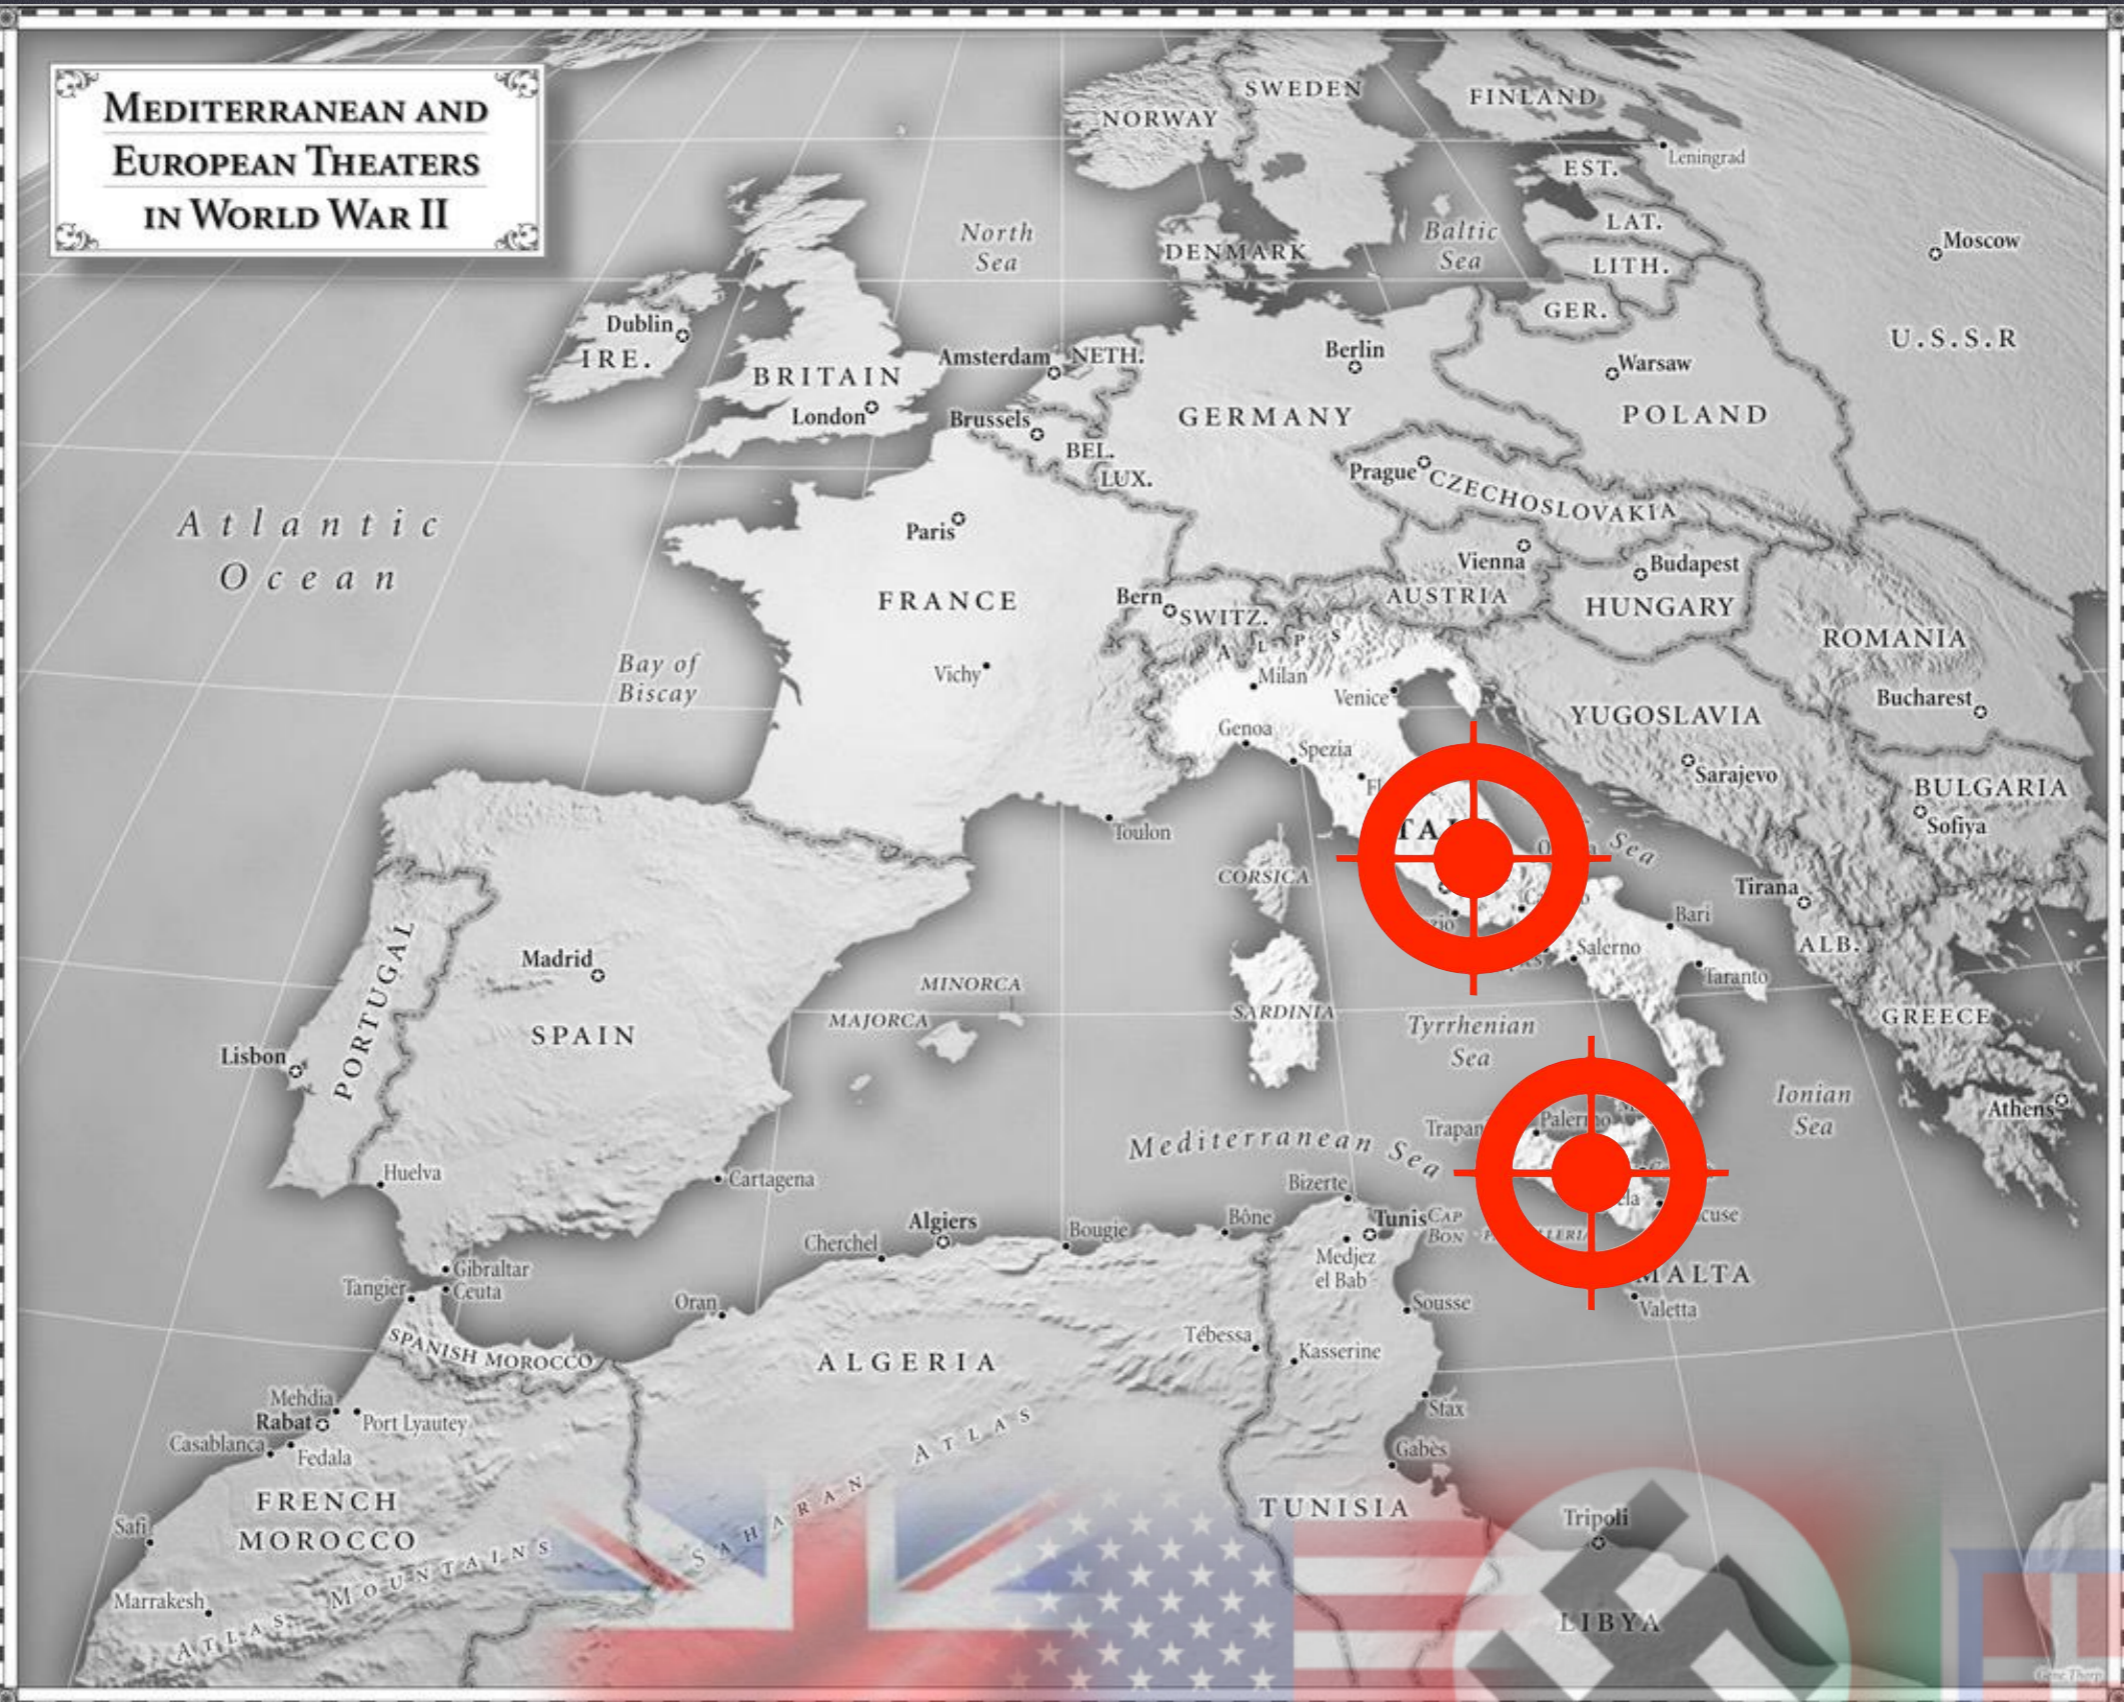 MEDITERRANEAN AND
EUROPEAN THEATERS
IN WORLD WAR II
NORWAY
SWEDEN
FINLAND
Leningrad
EST.
LAT.
LITH.
GER.
Moscow
U.S.S.R
North
Sea
Baltic
Sea
DENMARK
Dublin
IRE.
BRITAIN
London
Amsterdam
NETH.
Brussels
BEL.
LUX.
Berlin
GERMANY
Warsaw
POLAND
Prague
CZECHOSLOVAKIA
Atlantic
Ocean
Paris
FRANCE
Vichy
Bay of
Biscay
Bern
SWITZ.
ALPS
Vienna
AUSTRIA
Budapest
HUNGARY
ROMANIA
Bucharest
Milan
Venice
Genoa
Spezia
YUGOSLAVIA
Sarajevo
BULGARIA
Sofiya
Toulon
CORSICA
Sea
Tirana
ALB.
Bari
Salerno
Taranto
GREECE
Athens
Madrid
SPAIN
PORTUGAL
Lisbon
MINORCA
MAJORCA
SARDINIA
Tyrrhenian
Sea
Ionian
Sea
Mediterranean Sea
Palermo
MALTA
Valetta
Huelva
Cartagena
Gibraltar
Ceuta
Tangier
SPANISH MOROCCO
Algiers
Cherchel
Oran
Bougie
Bône
Bizerte
Tunis
CAP
BON
Medjez
el Bab
Sousse
Tébessa
Kasserine
ALGERIA
Sfax
Gabès
Mehdia
Rabat
Port Lyautey
Casablanca
Fedala
FRENCH
MOROCCO
Safi
Marrakesh
ATLAS MOUNTAINS
SAHARAN ATLAS
TUNISIA
Tripoli
LIBYA
Gene Thorp